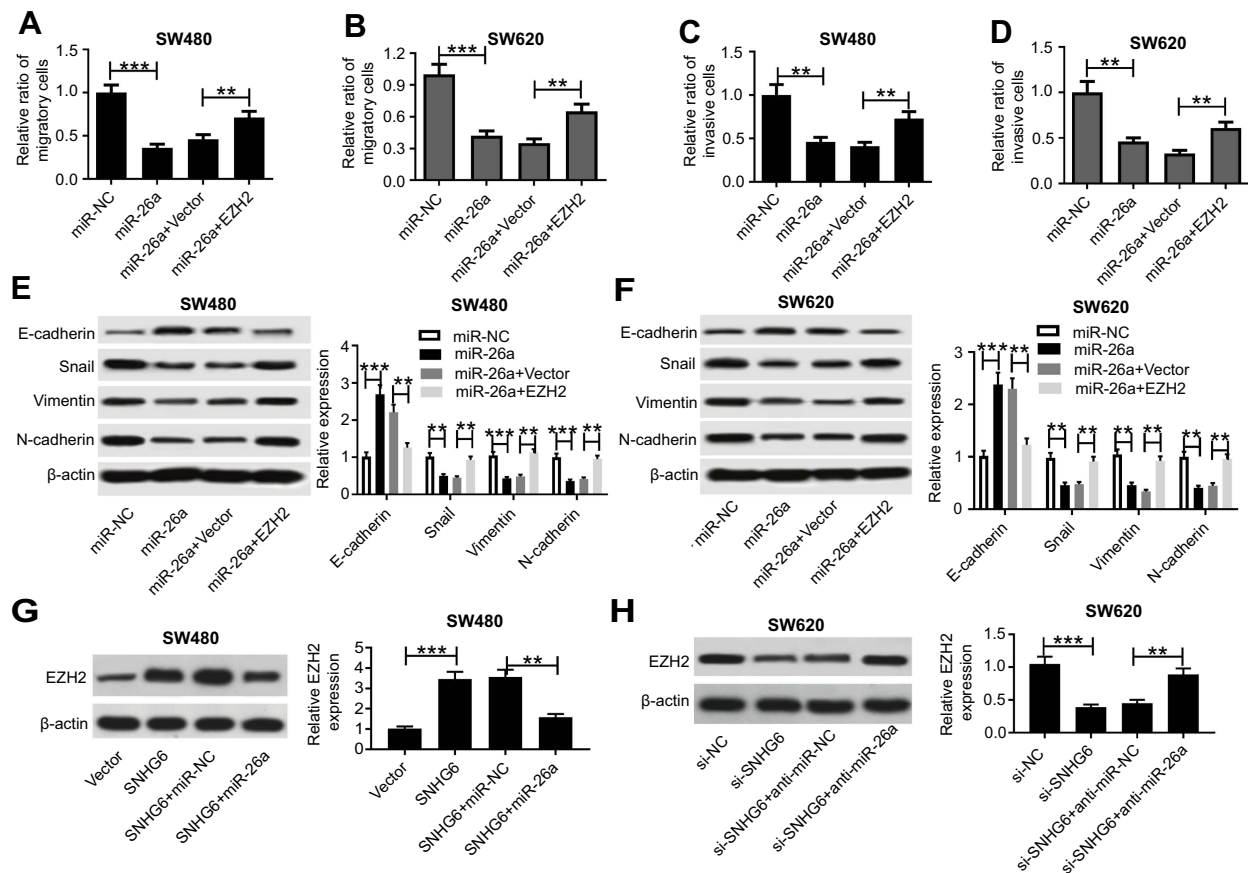 A
SW480
Relative ratio of
migratory cells
1.5
1.0
0.5
0.0
***
**
miR-NC
miR-26a
miR-26a+Vector
miR-26a+EZH2
B
SW620
Relative ratio of
migratory cells
1.2
0.9
0.6
0.3
0.0
***
**
miR-NC
miR-26a
miR-26a+Vector
miR-26a+EZH2
C
SW480
Relative ratio of
invasive cells
1.5
1.0
0.5
0.0
**
**
miR-NC
miR-26a
miR-26a+Vector
miR-26a+EZH2
D
SW620
Relative ratio of
invasive cells
1.5
1.0
0.5
0.0
**
**
miR-NC
miR-26a
miR-26a+Vector
miR-26a+EZH2
E
SW480
E-cadherin
Snail
Vimentin
N-cadherin
β-actin
miR-NC
miR-26a
miR-26a+Vector
miR-26a+EZH2
SW480
miR-NC
miR-26a
miR-26a+Vector
miR-26a+EZH2
Relative expression
4
3
2
1
0
***
**
**
**
***
**
***
**
E-cadherin
Snail
Vimentin
N-cadherin
F
SW620
E-cadherin
Snail
Vimentin
N-cadherin
β-actin
miR-NC
miR-26a
miR-26a+Vector
miR-26a+EZH2
SW620
miR-NC
miR-26a
miR-26a+Vector
miR-26a+EZH2
Relative expression
3
2
1
0
***
**
**
**
**
**
**
**
E-cadherin
Snail
Vimentin
N-cadherin
G
SW480
EZH2
β-actin
Vector
SNHG6
SNHG6+miR-NC
SNHG6+miR-26a
SW480
Relative EZH2
expression
5
4
3
2
1
0
***
**
Vector
SNHG6
SNHG6+miR-NC
SNHG6+miR-26a
H
SW620
EZH2
β-actin
si-NC
si-SNHG6
si-SNHG6+anti-miR-NC
si-SNHG6+anti-miR-26a
SW620
Relative EZH2
expression
1.5
1.0
0.5
0.0
***
**
si-NC
si-SNHG6
si-SNHG6+anti-miR-NC
si-SNHG6+anti-miR-26a